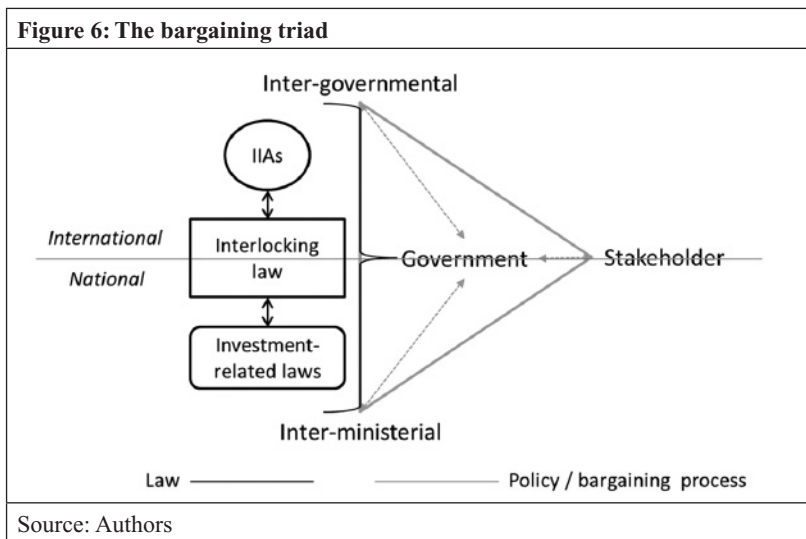 Figure 6: The bargaining triad
Inter-governmental
IIAs
International
Interlocking
law
Government
Stakeholder
National
Investment-
related laws
Inter-ministerial
Law
Policy / bargaining process
Source: Authors